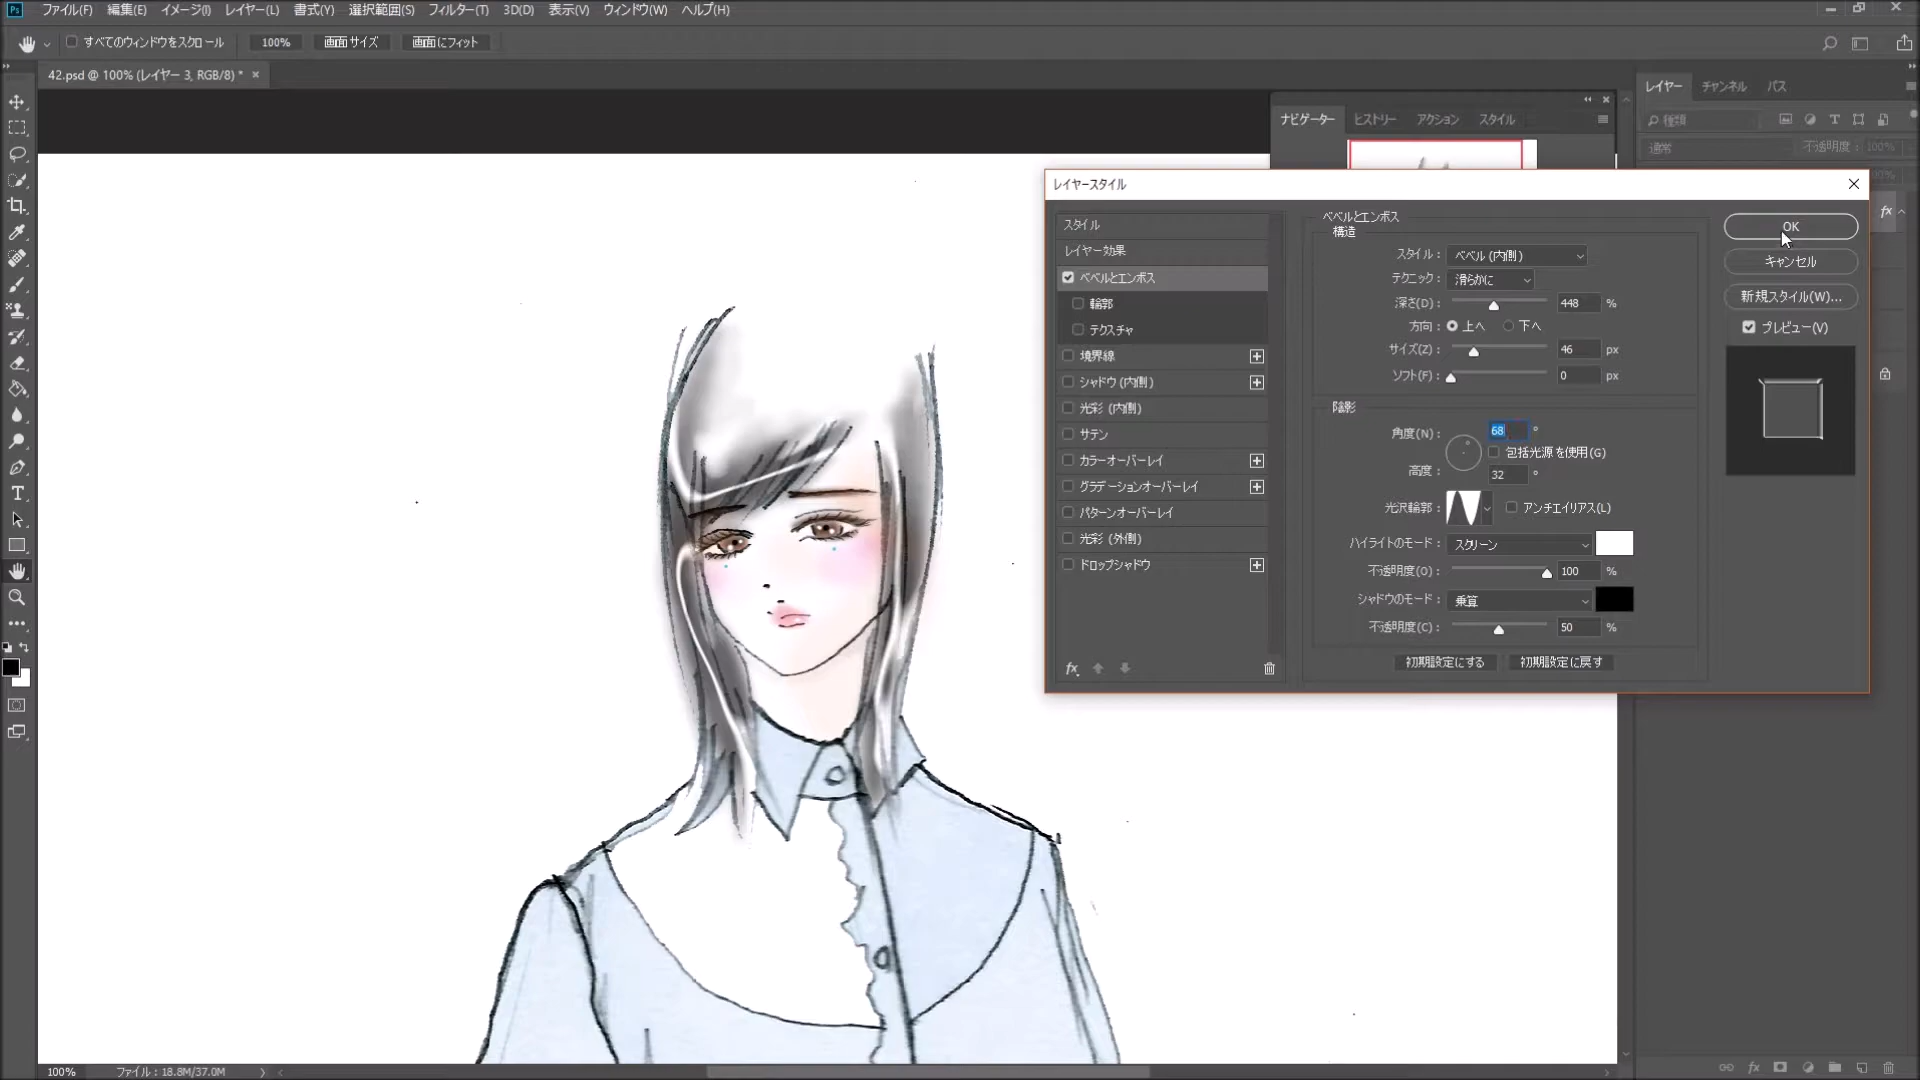 Ps ファイル(F) 編集(E) イメージ(I) レイヤー(L) 書式(Y) 選択範囲(S) フィルター(T) 3D(D) 表示(V) ウィンドウ(W) ヘルプ(H)
すべてのウィンドウをスクロール 100% 画面サイズ 画面にフィット
42.psd @ 100% (レイヤー 3, RGB/8) *
レイヤー チャンネル パス
ナビゲーター ヒストリー アクション スタイル
種類
通常 不透明度: 100%
レイヤースタイル
スタイル
レイヤー効果
ベベルとエンボス
輪郭
テクスチャ
境界線
シャドウ (内側)
光彩 (内側)
サテン
カラーオーバーレイ
グラデーションオーバーレイ
パターンオーバーレイ
光彩 (外側)
ドロップシャドウ
fx
ベベルとエンボス
構造
スタイル: ベベル (内側)
テクニック: 滑らかに
深さ(D): 448 %
方向: 上へ 下へ
サイズ(Z): 46 px
ソフト(F): 0 px
陰影
角度(N): 68 °
包括光源を使用(G)
高度: 32 °
光沢輪郭: アンチエイリアス(L)
ハイライトのモード: スクリーン
不透明度(O): 100 %
シャドウのモード: 乗算
不透明度(C): 50 %
初期設定にする 初期設定に戻す
OK
キャンセル
新規スタイル(W)...
プレビュー(V)
fx
100% ファイル : 18.8M/37.0M
fx